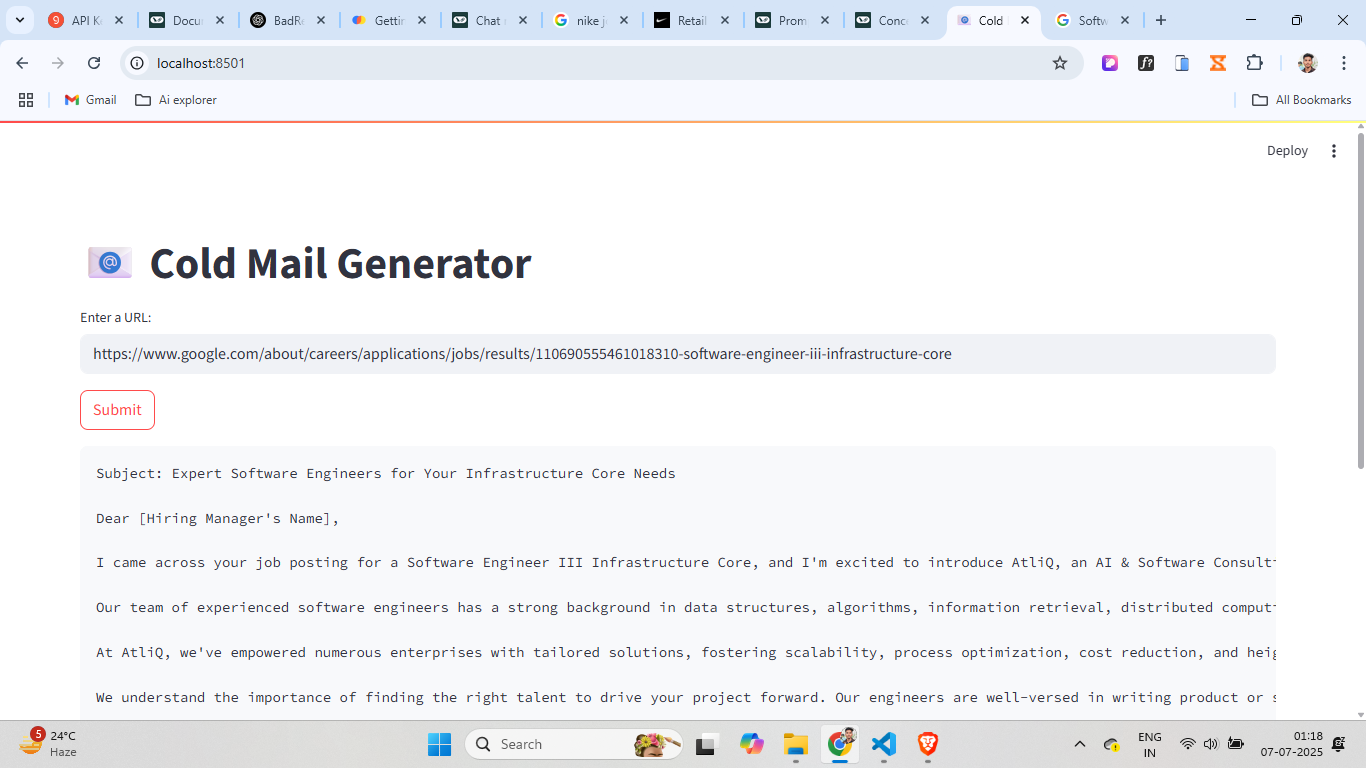 9 API K
Docu
BadRe
Gettin
Chat
nike j
Retail
Prom
Conc
Cold
Softw
localhost:8501
f?
Gmail
Ai explorer
All Bookmarks
Deploy
@ Cold Mail Generator
Enter a URL:
https://www.google.com/about/careers/applications/jobs/results/110690555461018310-software-engineer-iii-infrastructure-core
Submit
Subject: Expert Software Engineers for Your Infrastructure Core Needs
Dear [Hiring Manager's Name],
I came across your job posting for a Software Engineer III Infrastructure Core, and I'm excited to introduce AtliQ, an AI & Software Consulti
Our team of experienced software engineers has a strong background in data structures, algorithms, information retrieval, distributed computi
At AtliQ, we've empowered numerous enterprises with tailored solutions, fostering scalability, process optimization, cost reduction, and heig
We understand the importance of finding the right talent to drive your project forward. Our engineers are well-versed in writing product or s
5
24°C
Haze
Search
ENG
IN
01:18
07-07-2025